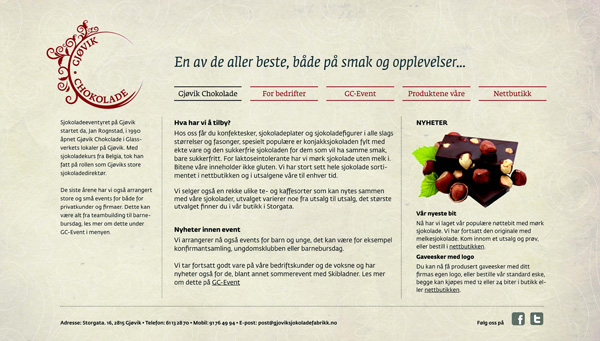 GJØVIK
CHOKOLADE
En av de aller beste, både på smak og opplevelser...
Gjøvik Chokolade
For bedrifter
GC-Event
Produktene våre
Nettbutikk
Sjokoladeeventyret på Gjøvik
startet da, Jan Rognstad, i 1990
åpnet Gjøvik Chokolade i Glass-
verkets lokaler på Gjøvik. Med
sjokoladekurs fra Belgia, tok han
fatt på rollen som Gjøviks store
sjokoladedirektør.
De siste årene har vi også arrangert
store og små events for både for
privatkunder og firmaer. Dette kan
være alt fra teambuilding til barne-
bursdag, les mer om dette under
GC-Event i menyen
Hva har vi å tilby?
Hos oss får du konfektesker, sjokoladeplater og sjokoladefigurer i alle slags
størrelser og fasonger, spesielt populære er konjakksjokoladen fylt med
ekte vare og den sukkerfrie sjokoladen for dem som vil ha samme smak,
bare sukkerfritt. For laktoseintolerante har vi mørk sjokolade uten melk i.
Bitene våre inneholder ikke gluten. Vi har stort sett hele sjokolade sorti-
mentet i nettbutikken og i utsalgene våre til enhver tid.
Vi selger også en rekke ulike te- og kaffesorter som kan nytes sammen
med våre sjokolader, utvalget varierer noe fra utsalg til utsalg, det største
utvalget finner du i vår butikk i Storgata.
Nyheter innen event
Vi arrangerer nå også events for barn og unge, det kan være for eksempel
konfirmantsamling, ungdomsklubben eller barnebursdag.
Vi tar fortsatt godt vare på våre bedriftskunder og de voksne og har
nyheter også for de, blant annet sommerevent med Skibladner. Les mer
om dette på GC-Event
NYHETER
Vår nyeste bit
Nå har vi laget vår populære nøttebit med mørk
sjokolade. Vi har fortsatt den originale med
melkesjokolade. Kom innom et utsalg og prøv,
eller bestill i nettbutikken.
Gaveesker med logo
Du kan nå få produsert gaveesker med ditt
firmas egen logo, eller bestille vår standard eske,
begge kan kjøpes med 12 eller 24 biter i butikk el-
ler nettbutikken.
Adresse: Storgata. 16, 2815 Gjøvik • Telefon: 61 13 28 70 • Mobil: 91 76 49 94 • E-post: post@gjoviksjokoladefabrikk.no
Følg oss på